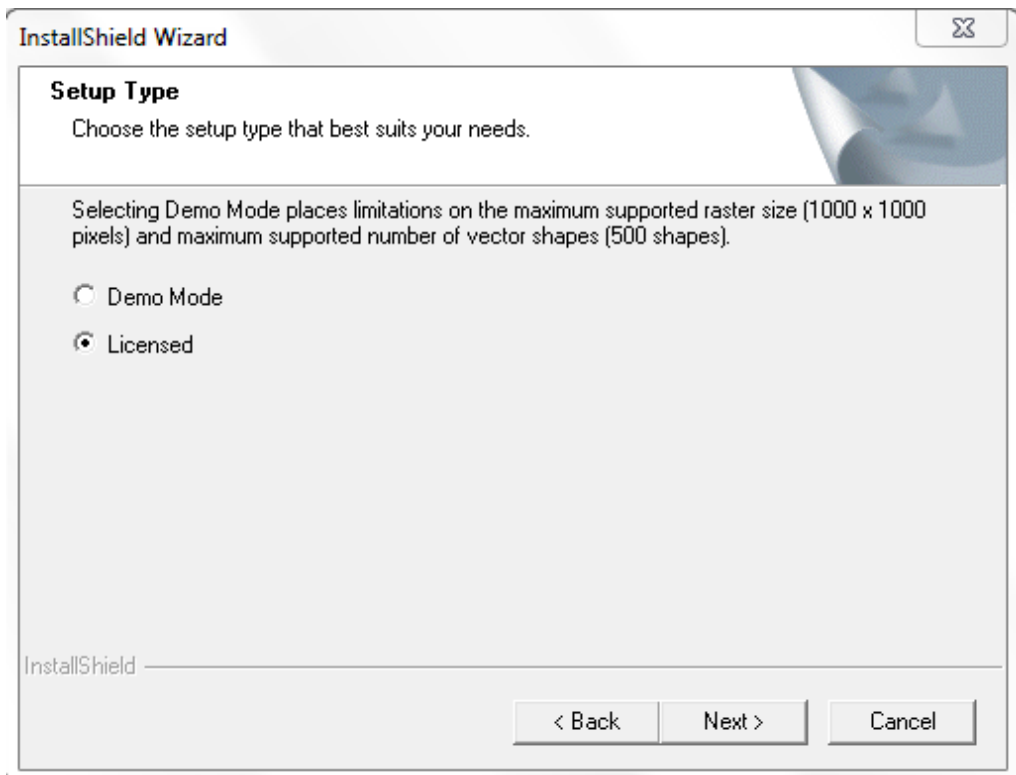 InstallShield Wizard
Setup Type
Choose the setup type that best suits your needs.
Selecting Demo Mode places limitations on the maximum supported raster size (1000 x 1000
pixels) and maximum supported number of vector shapes (500 shapes).
Demo Mode
Licensed
InstallShield
< Back
Next >
Cancel